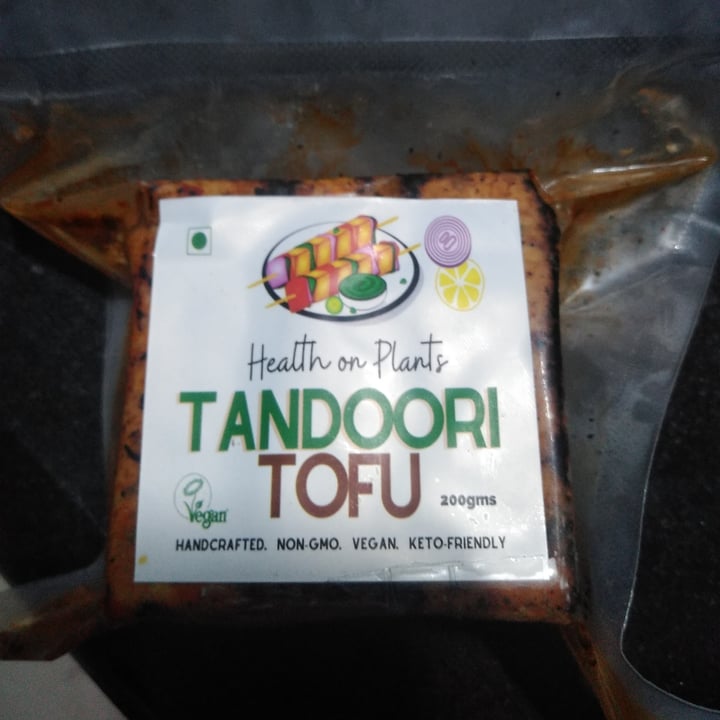 Health on Plants
TANDOORI
TOFU
200gms
Vegan
HANDCRAFTED. NON-GMO. VEGAN. KETO-FRIENDLY